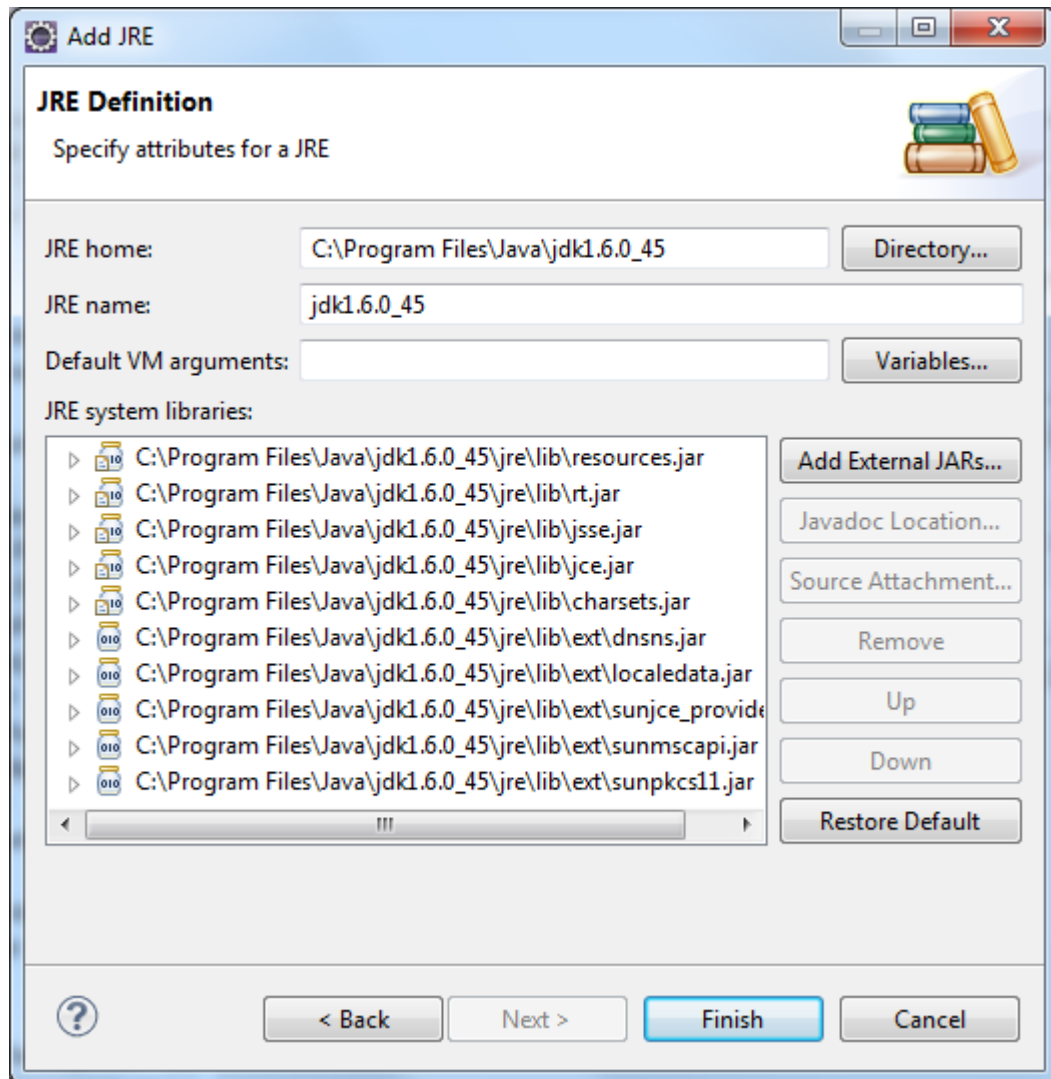 Add JRE
JRE Definition
Specify attributes for a JRE
JRE home: C:\Program Files\Java\jdk1.6.0_45 Directory...
JRE name: jdk1.6.0_45
Default VM arguments: Variables...
JRE system libraries:
C:\Program Files\Java\jdk1.6.0_45\jre\lib\resources.jar Add External JARs...
C:\Program Files\Java\jdk1.6.0_45\jre\lib\rt.jar
C:\Program Files\Java\jdk1.6.0_45\jre\lib\jsse.jar Javadoc Location...
C:\Program Files\Java\jdk1.6.0_45\jre\lib\jce.jar Source Attachment...
C:\Program Files\Java\jdk1.6.0_45\jre\lib\charsets.jar
C:\Program Files\Java\jdk1.6.0_45\jre\lib\ext\dnsns.jar Remove
C:\Program Files\Java\jdk1.6.0_45\jre\lib\ext\localedata.jar
C:\Program Files\Java\jdk1.6.0_45\jre\lib\ext\sunjce_provide Up
C:\Program Files\Java\jdk1.6.0_45\jre\lib\ext\sunmscapi.jar Down
C:\Program Files\Java\jdk1.6.0_45\jre\lib\ext\sunpkcs11.jar
Restore Default
? < Back Next > Finish Cancel